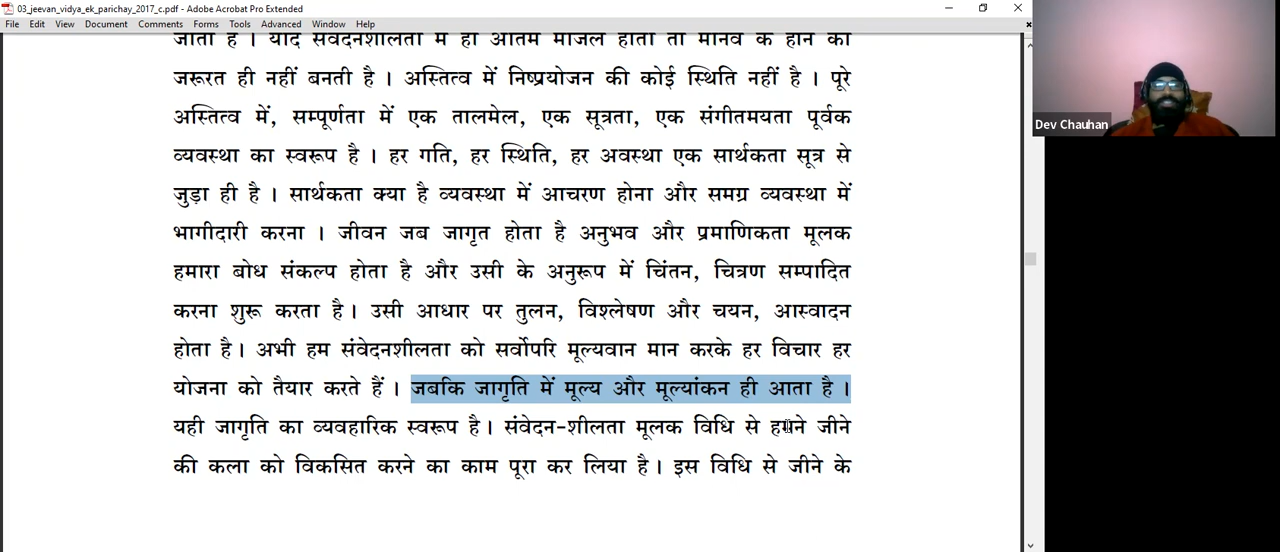 03_jeevan_vidya_ek_parichay_2017_c.pdf - Adobe Acrobat Pro Extended
File Edit View Document Comments Forms Tools Advanced Window Help
जाता है । यदि संवेदनशीलता में ही अंतिम मंजिल होता तो मानव के होने की
जरूरत ही नहीं बनती है । अस्तित्व में निष्प्रयोजन की कोई स्थिति नहीं है । पूरे
अस्तित्व में, सम्पूर्णता में एक तालमेल, एक सूत्रता, एक संगीतमयता पूर्वक
व्यवस्था का स्वरूप है । हर गति, हर स्थिति, हर अवस्था एक सार्थकता सूत्र से
जुड़ा ही है । सार्थकता क्या है व्यवस्था में आचरण होना और समग्र व्यवस्था में
भागीदारी करना । जीवन जब जागृत होता है अनुभव और प्रमाणिकता मूलक
हमारा बोध संकल्प होता है और उसी के अनुरूप में चिंतन, चित्रण सम्पादित
करना शुरू करता है । उसी आधार पर तुलन, विश्लेषण और चयन, आस्वादन
होता है । अभी हम संवेदनशीलता को सर्वोपरि मूल्यवान मान करके हर विचार हर
योजना को तैयार करते हैं । जबकि जागृति में मूल्य और मूल्यांकन ही आता है ।
यही जागृति का व्यवहारिक स्वरूप है । संवेदन-शीलता मूलक विधि से हमने जीने
की कला को विकसित करने का काम पूरा कर लिया है । इस विधि से जीने के
Dev Chauhan